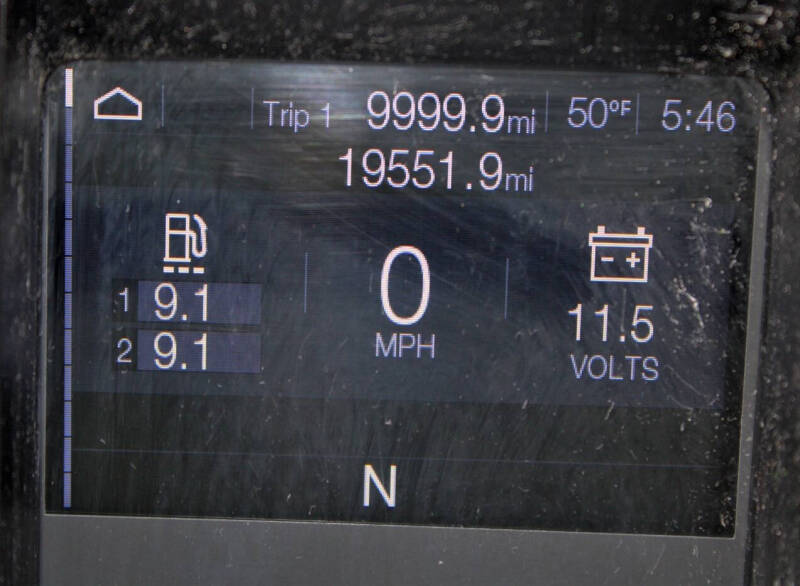 Trip 1 9999.9mi 50°F 5:46
19551.9mi
1 9.1
2 9.1
0
MPH
- +
11.5
VOLTS
N